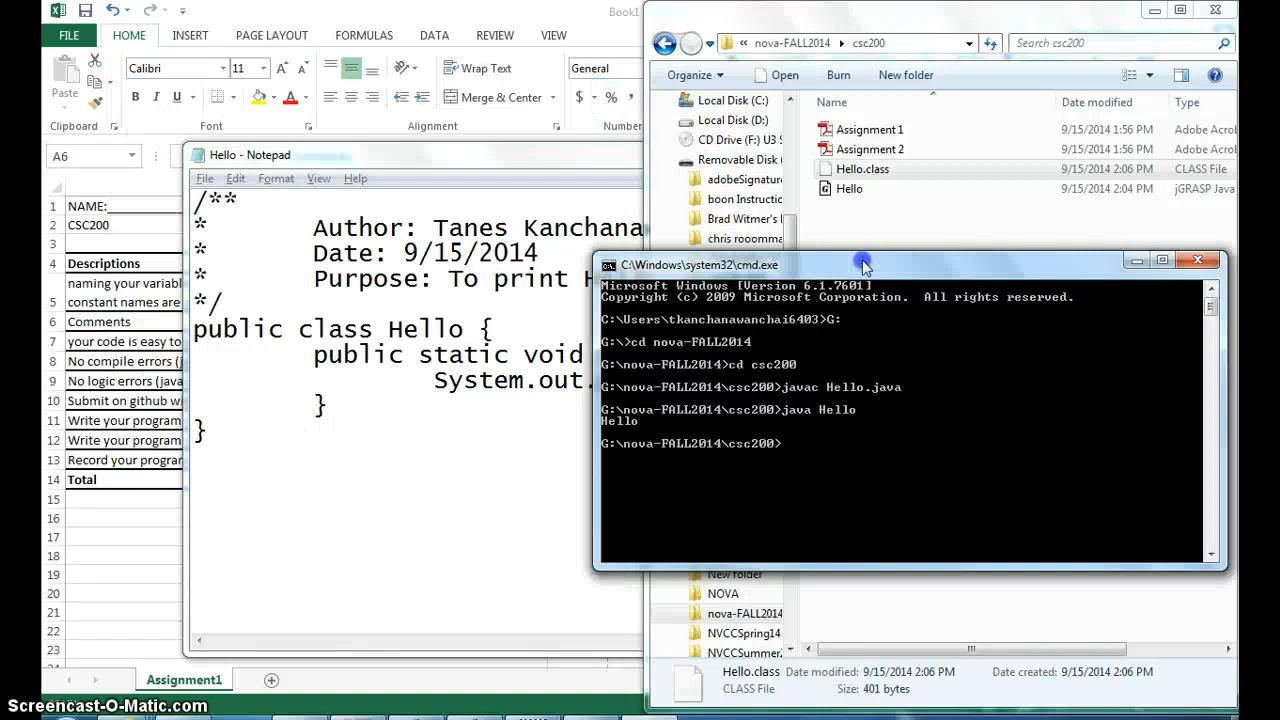 Book1
FILE HOME INSERT PAGE LAYOUT FORMULAS DATA REVIEW VIEW
Paste
Calibri 11
B I U
Wrap Text
Merge & Center
General
$ % ,
Clipboard Font Alignment Number
A6
1 NAME:
2 CSC200
3
4 Descriptions
naming your variab
constant names are
6 Comments
7 your code is easy to
8 No compile errors (
9 No logic errors (java
10 Submit on github w
11 Write your program
12 Write your program
13 Record your program
14 Total
15
16
17
18
19
20
21
22
23
Assignment1
Hello - Notepad
File Edit Format View Help
/**
* Author: Tanes Kanchana
* Date: 9/15/2014
* Purpose: To print H
*/
public class Hello {
public static void
System.out.
}
}
« nova-FALL2014 csc200
Search csc200
Organize Open Burn New folder
Local Disk (C:)
Local Disk (D:)
CD Drive (F:) U3 S
Removable Disk (
adobeSignature
boon Instructio
Brad Witmer's
chris rooomma
New folder
NOVA
nova-FALL2014
NVCCSpring14
NVCCSummer
Name Date modified Type
Assignment 1 9/15/2014 1:56 PM Adobe Acro
Assignment 2 9/15/2014 1:56 PM Adobe Acro
Hello.class 9/15/2014 2:06 PM CLASS File
Hello 9/15/2014 2:04 PM jGRASP Java
C:\Windows\system32\cmd.exe
Microsoft Windows [Version 6.1.7601]
Copyright (c) 2009 Microsoft Corporation. All rights reserved.
C:\Users\tkanchanawanchai6403>G:
G:\>cd nova-FALL2014
G:\nova-FALL2014>cd csc200
G:\nova-FALL2014\csc200>javac Hello.java
G:\nova-FALL2014\csc200>java Hello
Hello
G:\nova-FALL2014\csc200>
Hello.class Date modified: 9/15/2014 2:06 PM Date created: 9/15/2014 2:06 PM
CLASS File Size: 401 bytes
Screencast-O-Matic.com